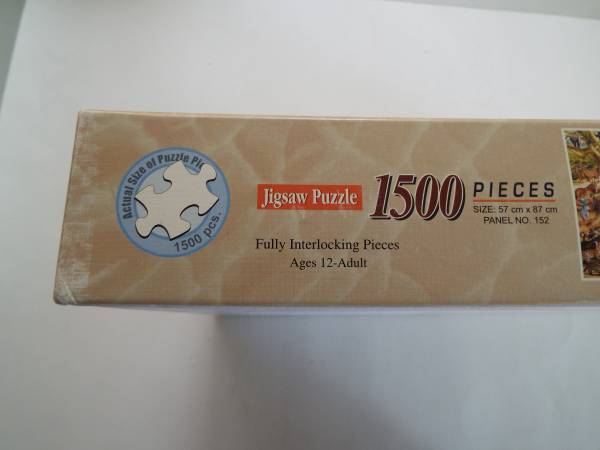 Actual Size of Puzzle Pie
1500 pcs.
Jigsaw Puzzle
1500 PIECES
SIZE: 57 cm x 87 cm
PANEL NO. 152
Fully Interlocking Pieces
Ages 12-Adult